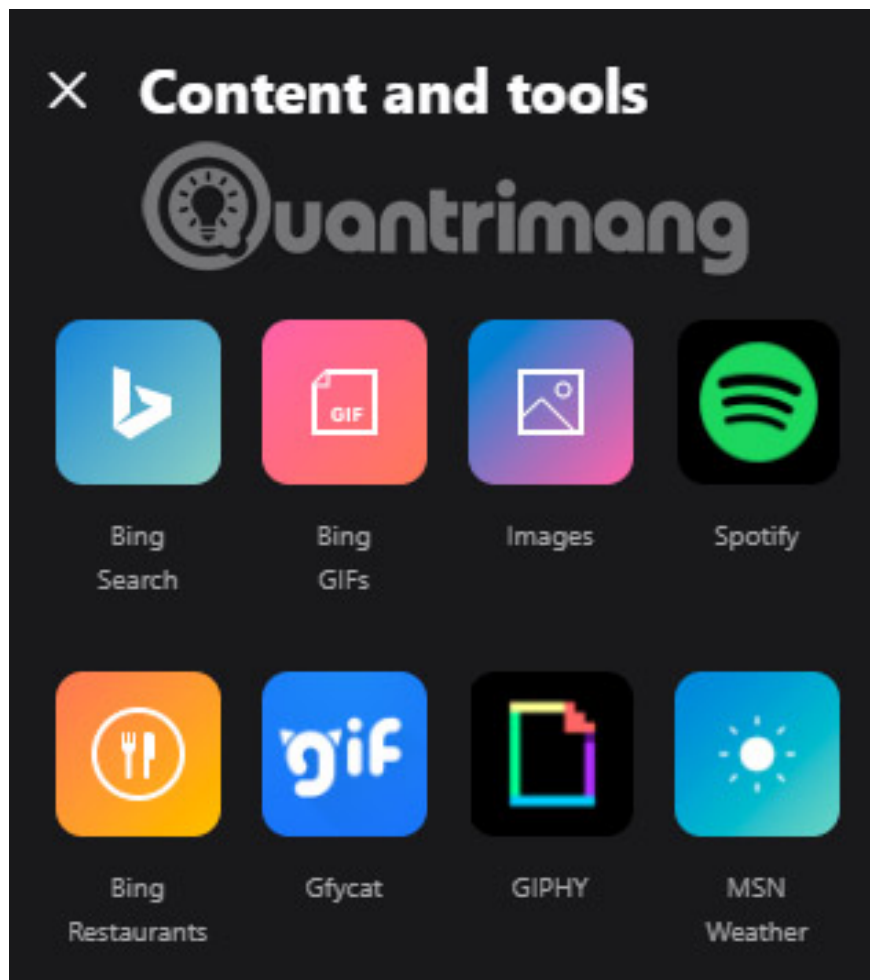 Content and tools
Quantrimang
GIF
Bing Search
Bing GIFs
Images
Spotify
gif
Bing Restaurants
Gfycat
GIPHY
MSN Weather